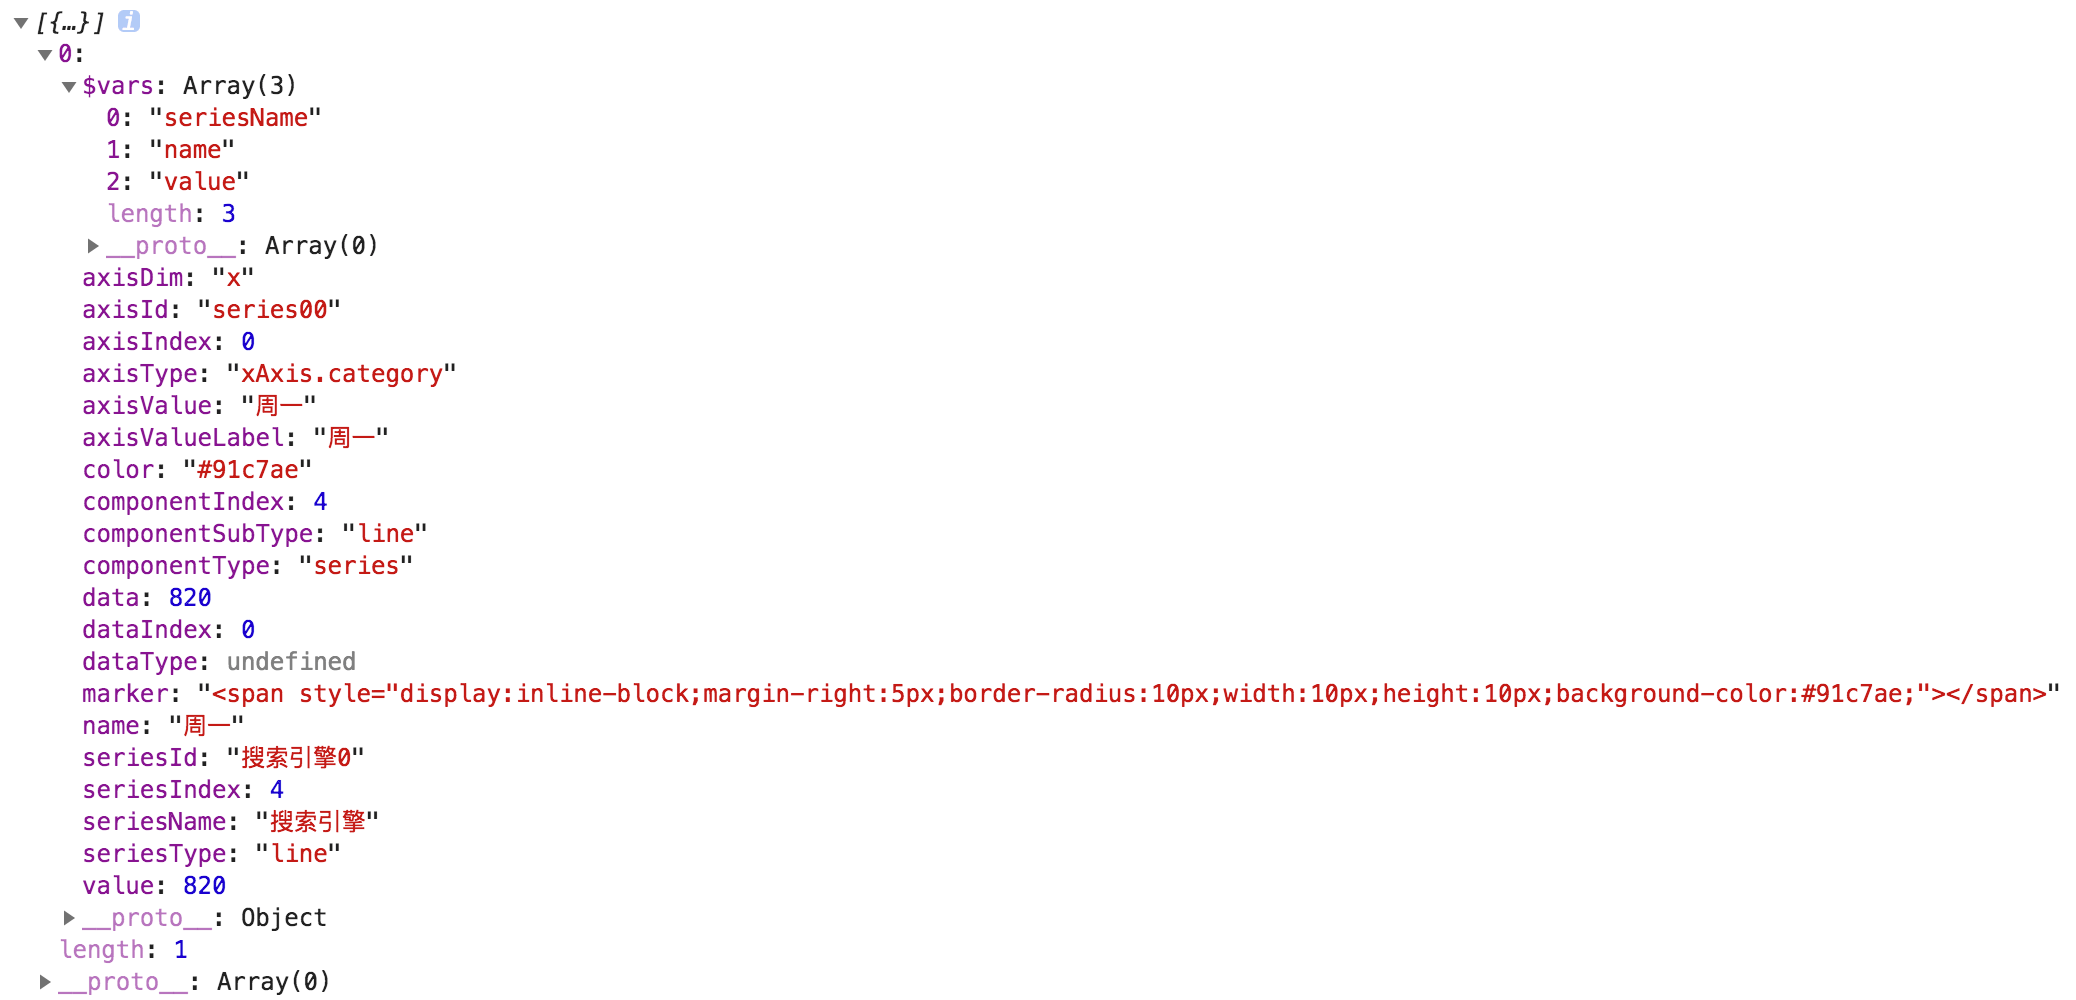 [{…}] i
0:
$vars: Array(3)
0: "seriesName"
1: "name"
2: "value"
length: 3
__proto__: Array(0)
axisDim: "x"
axisId: "series00"
axisIndex: 0
axisType: "xAxis.category"
axisValue: "周一"
axisValueLabel: "周一"
color: "#91c7ae"
componentIndex: 4
componentSubType: "line"
componentType: "series"
data: 820
dataIndex: 0
dataType: undefined
marker: "<span style="display:inline-block;margin-right:5px;border-radius:10px;width:10px;height:10px;background-color:#91c7ae;"></span>"
name: "周一"
seriesId: "搜索引擎0"
seriesIndex: 4
seriesName: "搜索引擎"
seriesType: "line"
value: 820
__proto__: Object
length: 1
__proto__: Array(0)